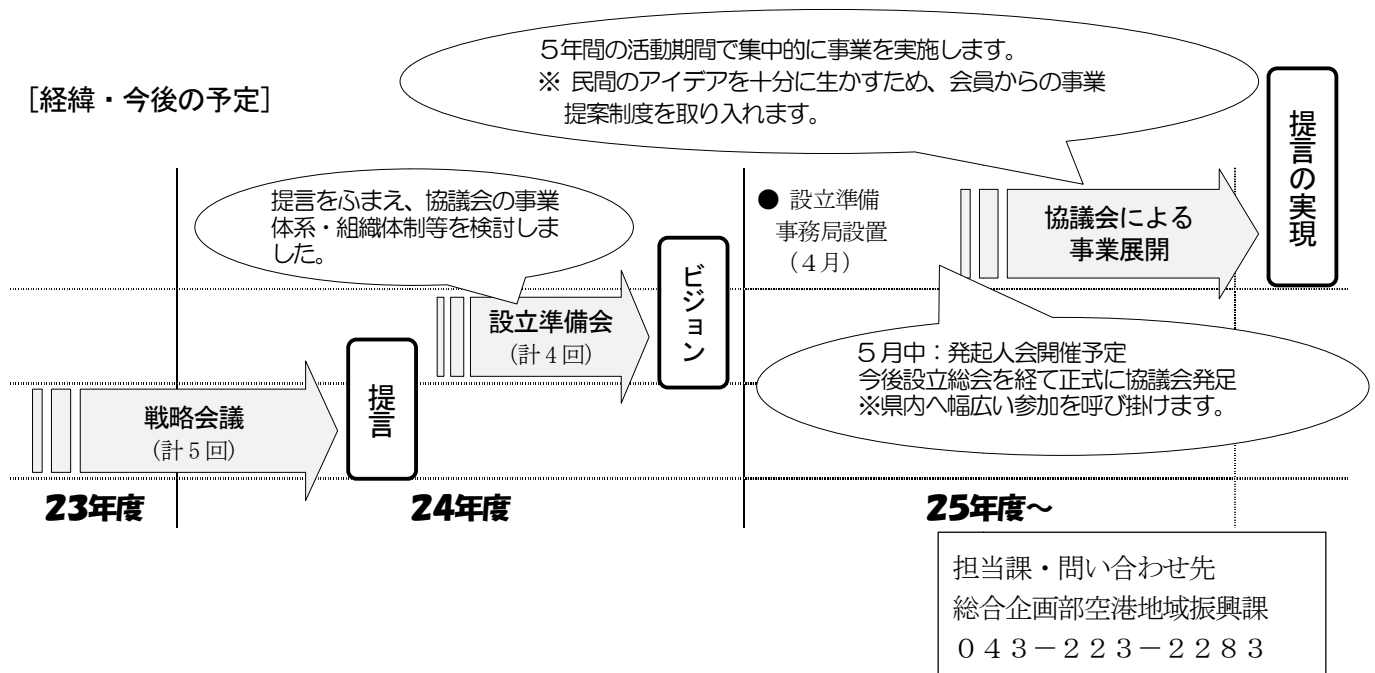 [経緯・今後の予定]
５年間の活動期間で集中的に事業を実施します。
※ 民間のアイデアを十分に生かすため、会員からの事業
提案制度を取り入れます。
提言の実現
提言をふまえ、協議会の事業
体系・組織体制等を検討しま
した。
● 設立準備
事務局設置
（４月）
協議会による
事業展開
ビジョン
設立準備会
(計４回)
５月中：発起人会開催予定
今後設立総会を経て正式に協議会発足
※県内へ幅広い参加を呼び掛けます。
提言
戦略会議
(計５回)
23年度
24年度
25年度～
担当課・問い合わせ先
総合企画部空港地域振興課
０４３－２２３－２２８３